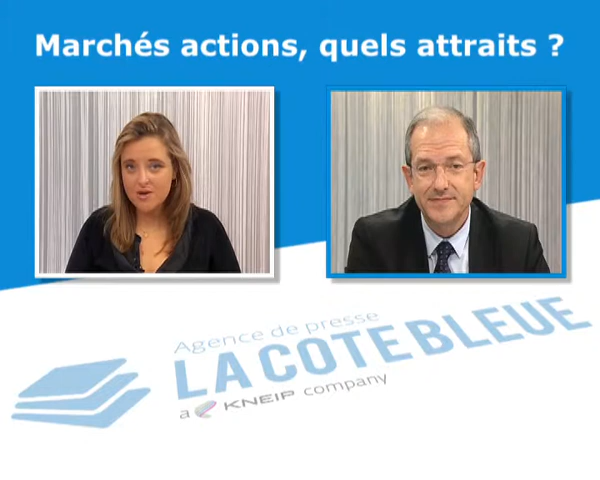 Marchés actions, quels attraits ?
Agence de presse
LA COTE BLEUE
a KNEIP company